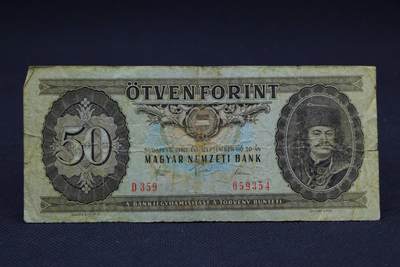 ÖTVEN FORINT
50
MAGYAR NEMZETI BANK
D 359 059354
A BANKJEGYHAMISÍTÁST A TÖRVÉNY BÜNTETI